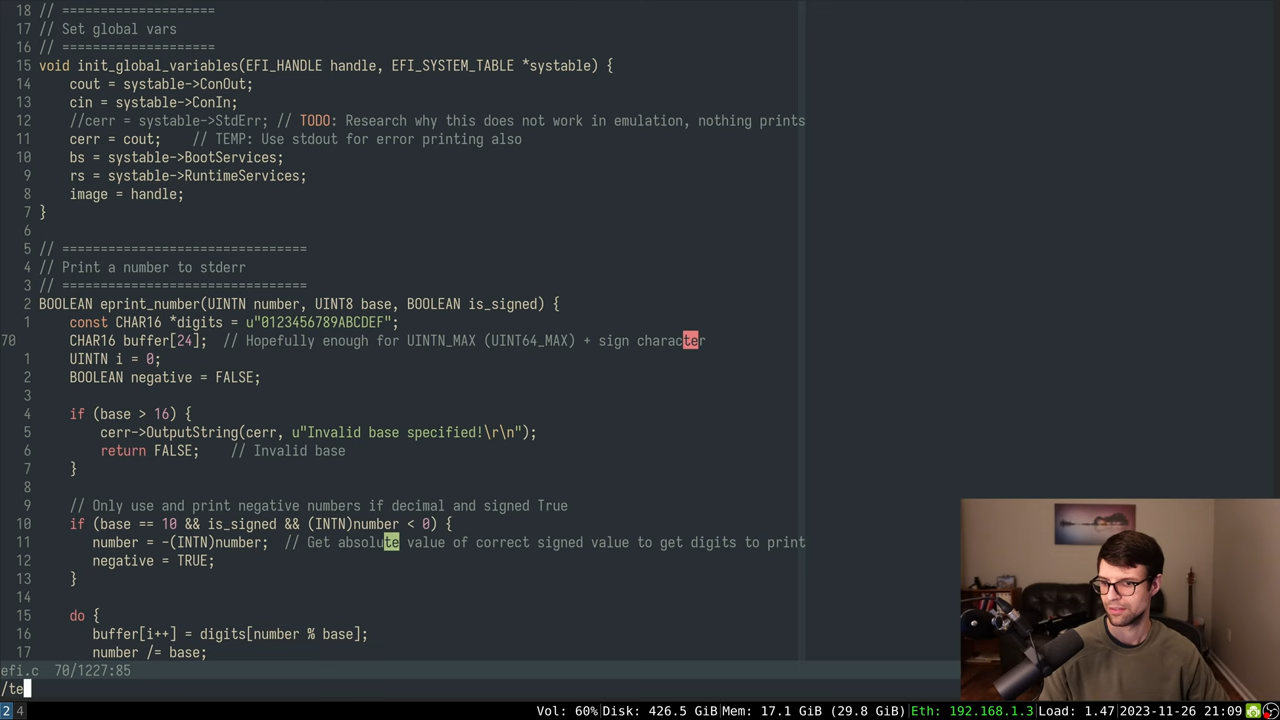 18 // ====================
17 // Set global vars
16 // ====================
15 void init_global_variables(EFI_HANDLE handle, EFI_SYSTEM_TABLE *systable) {
14     cout = systable->ConOut;
13     cin = systable->ConIn;
12     //cerr = systable->StdErr; // TODO: Research why this does not work in emulation, nothing prints
11     cerr = cout;    // TEMP: Use stdout for error printing also
10     bs = systable->BootServices;
9     rs = systable->RuntimeServices;
8     image = handle;
7 }
6
5 // ================================
4 // Print a number to stderr
3 // ================================
2 BOOLEAN eprint_number(UINTN number, UINT8 base, BOOLEAN is_signed) {
1     const CHAR16 *digits = u"0123456789ABCDEF";
70     CHAR16 buffer[24];  // Hopefully enough for UINTN_MAX (UINT64_MAX) + sign character
1     UINTN i = 0;
2     BOOLEAN negative = FALSE;
3
4     if (base > 16) {
5         cerr->OutputString(cerr, u"Invalid base specified!\r\n");
6         return FALSE;    // Invalid base
7     }
8
9     // Only use and print negative numbers if decimal and signed True
10     if (base == 10 && is_signed && (INTN)number < 0) {
11        number = -(INTN)number;  // Get absolute value of correct signed value to get digits to print
12        negative = TRUE;
13     }
14
15     do {
16        buffer[i++] = digits[number % base];
17        number /= base;
efi.c  70/1227:85
/te
2 4 Vol: 60% Disk: 426.5 GiB Mem: 17.1 GiB (29.8 GiB) Eth: 192.168.1.3 Load: 1.47 2023-11-26 21:09